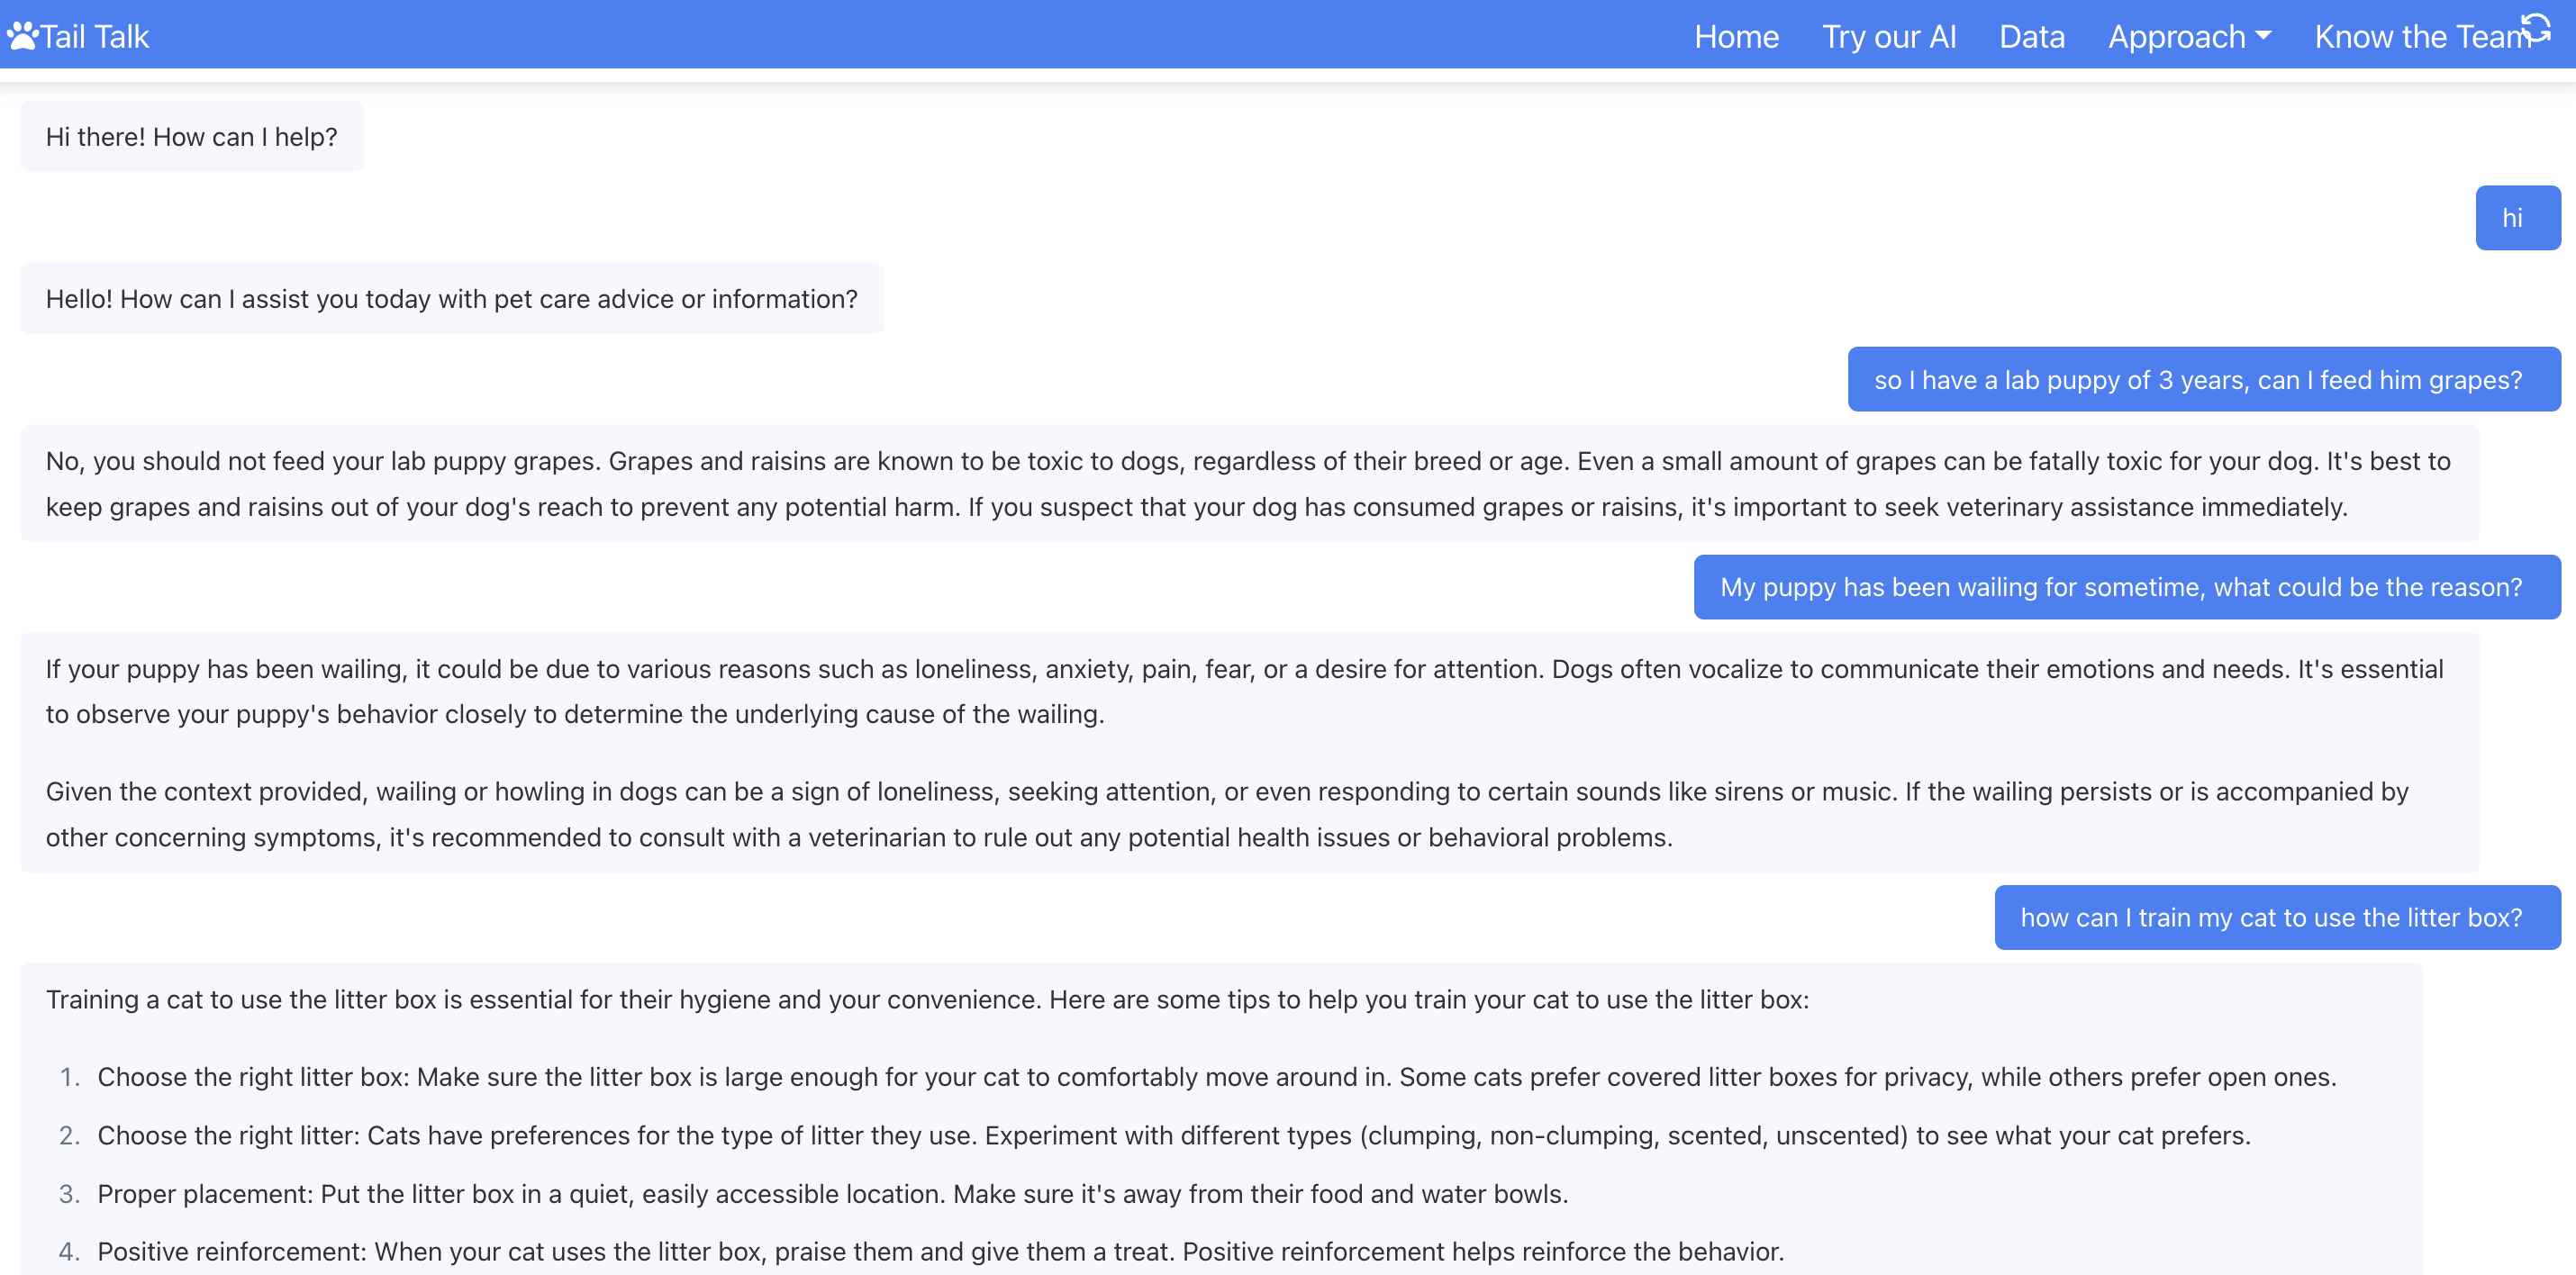 Tail Talk
Home Try our AI Data Approach Know the Team
Hi there! How can I help?
hi
Hello! How can I assist you today with pet care advice or information?
so I have a lab puppy of 3 years, can I feed him grapes?
No, you should not feed your lab puppy grapes. Grapes and raisins are known to be toxic to dogs, regardless of their breed or age. Even a small amount of grapes can be fatally toxic for your dog. It's best to
keep grapes and raisins out of your dog's reach to prevent any potential harm. If you suspect that your dog has consumed grapes or raisins, it's important to seek veterinary assistance immediately.
My puppy has been wailing for sometime, what could be the reason?
If your puppy has been wailing, it could be due to various reasons such as loneliness, anxiety, pain, fear, or a desire for attention. Dogs often vocalize to communicate their emotions and needs. It's essential
to observe your puppy's behavior closely to determine the underlying cause of the wailing.
Given the context provided, wailing or howling in dogs can be a sign of loneliness, seeking attention, or even responding to certain sounds like sirens or music. If the wailing persists or is accompanied by
other concerning symptoms, it's recommended to consult with a veterinarian to rule out any potential health issues or behavioral problems.
how can I train my cat to use the litter box?
Training a cat to use the litter box is essential for their hygiene and your convenience. Here are some tips to help you train your cat to use the litter box:
1. Choose the right litter box: Make sure the litter box is large enough for your cat to comfortably move around in. Some cats prefer covered litter boxes for privacy, while others prefer open ones.
2. Choose the right litter: Cats have preferences for the type of litter they use. Experiment with different types (clumping, non-clumping, scented, unscented) to see what your cat prefers.
3. Proper placement: Put the litter box in a quiet, easily accessible location. Make sure it's away from their food and water bowls.
4. Positive reinforcement: When your cat uses the litter box, praise them and give them a treat. Positive reinforcement helps reinforce the behavior.